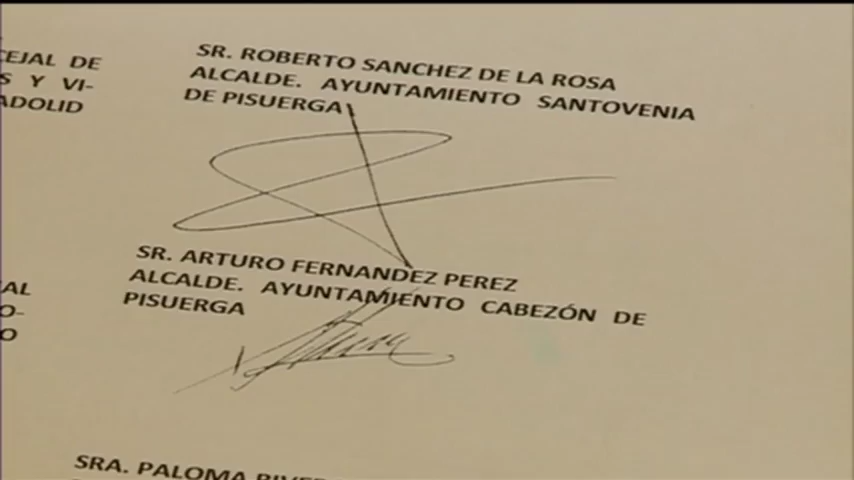 CEJAL DE
S Y VI-
ADOLID
SR. ROBERTO SANCHEZ DE LA ROSA
ALCALDE. AYUNTAMIENTO SANTOVENIA
DE PISUERGA
AL
O-
O
SR. ARTURO FERNANDEZ PEREZ
ALCALDE. AYUNTAMIENTO CABEZÓN DE
PISUERGA
SRA. PALOMA